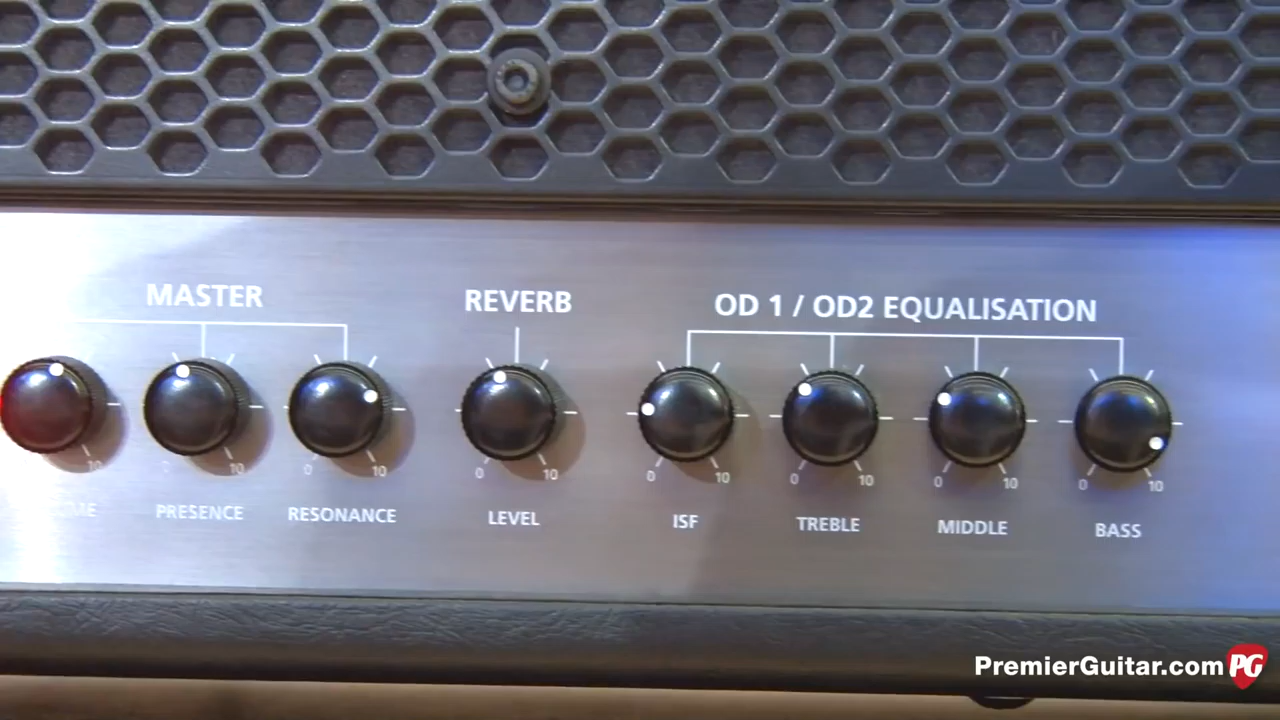 MASTER
REVERB
OD 1 / OD2 EQUALISATION
10
0 10
0 10
0 10
0 10
0 10
0 10
0 10
PRESENCE
RESONANCE
LEVEL
ISF
TREBLE
MIDDLE
BASS
PremierGuitar.com PG